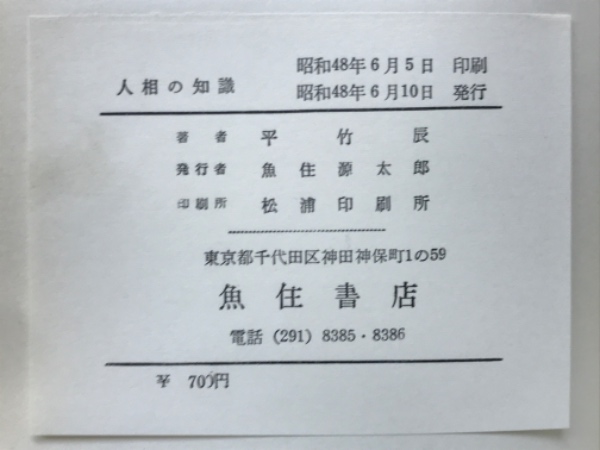 人相の知識
昭和48年6月5日 印刷
昭和48年6月10日 発行
著者 平竹辰
発行者 魚住源太郎
印刷所 松浦印刷所
東京都千代田区神田神保町1の59
魚住書店
電話(291)8385・8386
¥ 700円